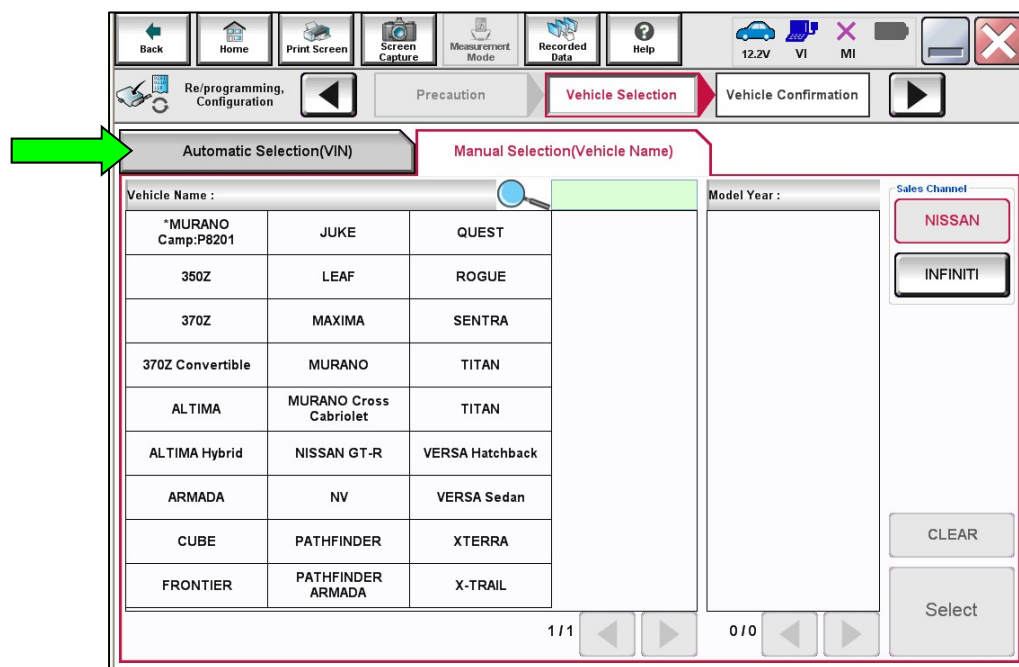 Back
Home
Print Screen
Screen
Capture
Measurement
Mode
Recorded
Data
Help
12.2V
VI
MI
Re/programming,
Configuration
Precaution
Vehicle Selection
Vehicle Confirmation
Automatic Selection(VIN)
Manual Selection(Vehicle Name)
Vehicle Name :
Model Year :
Sales Channel
*MURANO
Camp:P8201
JUKE
QUEST
NISSAN
350Z
LEAF
ROGUE
INFINITI
370Z
MAXIMA
SENTRA
370Z Convertible
MURANO
TITAN
ALTIMA
MURANO Cross
Cabriolet
TITAN
ALTIMA Hybrid
NISSAN GT-R
VERSA Hatchback
ARMADA
NV
VERSA Sedan
CUBE
PATHFINDER
XTERRA
CLEAR
FRONTIER
PATHFINDER
ARMADA
X-TRAIL
Select
1/1
0/0